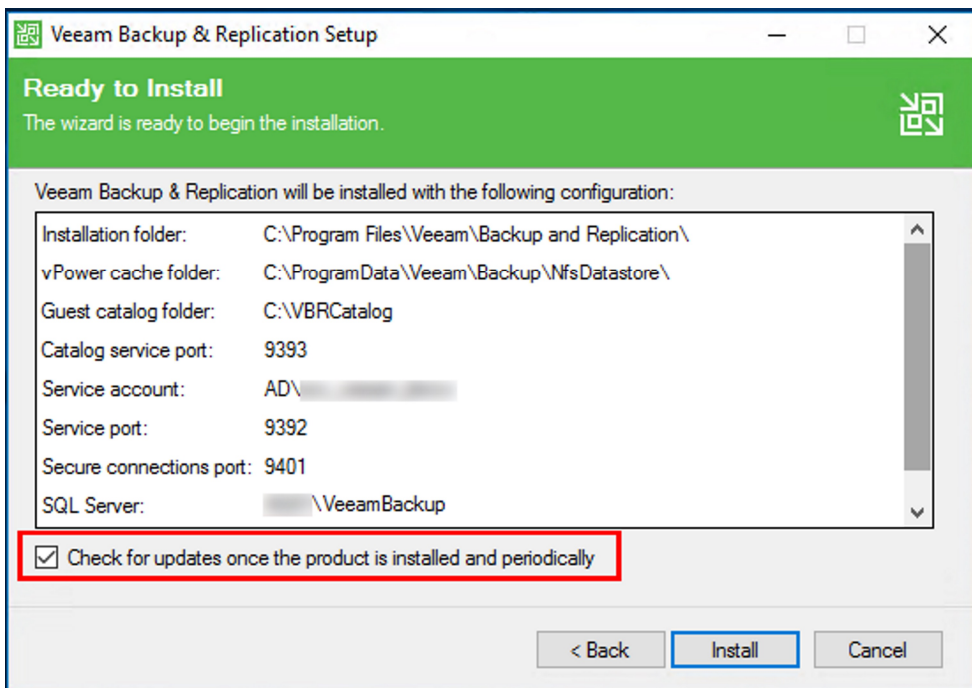 Veeam Backup & Replication Setup
Ready to Install
The wizard is ready to begin the installation.
Veeam Backup & Replication will be installed with the following configuration:
Installation folder: C:\Program Files\Veeam\Backup and Replication\
vPower cache folder: C:\ProgramData\Veeam\Backup\NfsDatastore\
Guest catalog folder: C:\VBRCatalog
Catalog service port: 9393
Service account: AD\
Service port: 9392
Secure connections port: 9401
SQL Server: \VeeamBackup
Check for updates once the product is installed and periodically
< Back Install Cancel